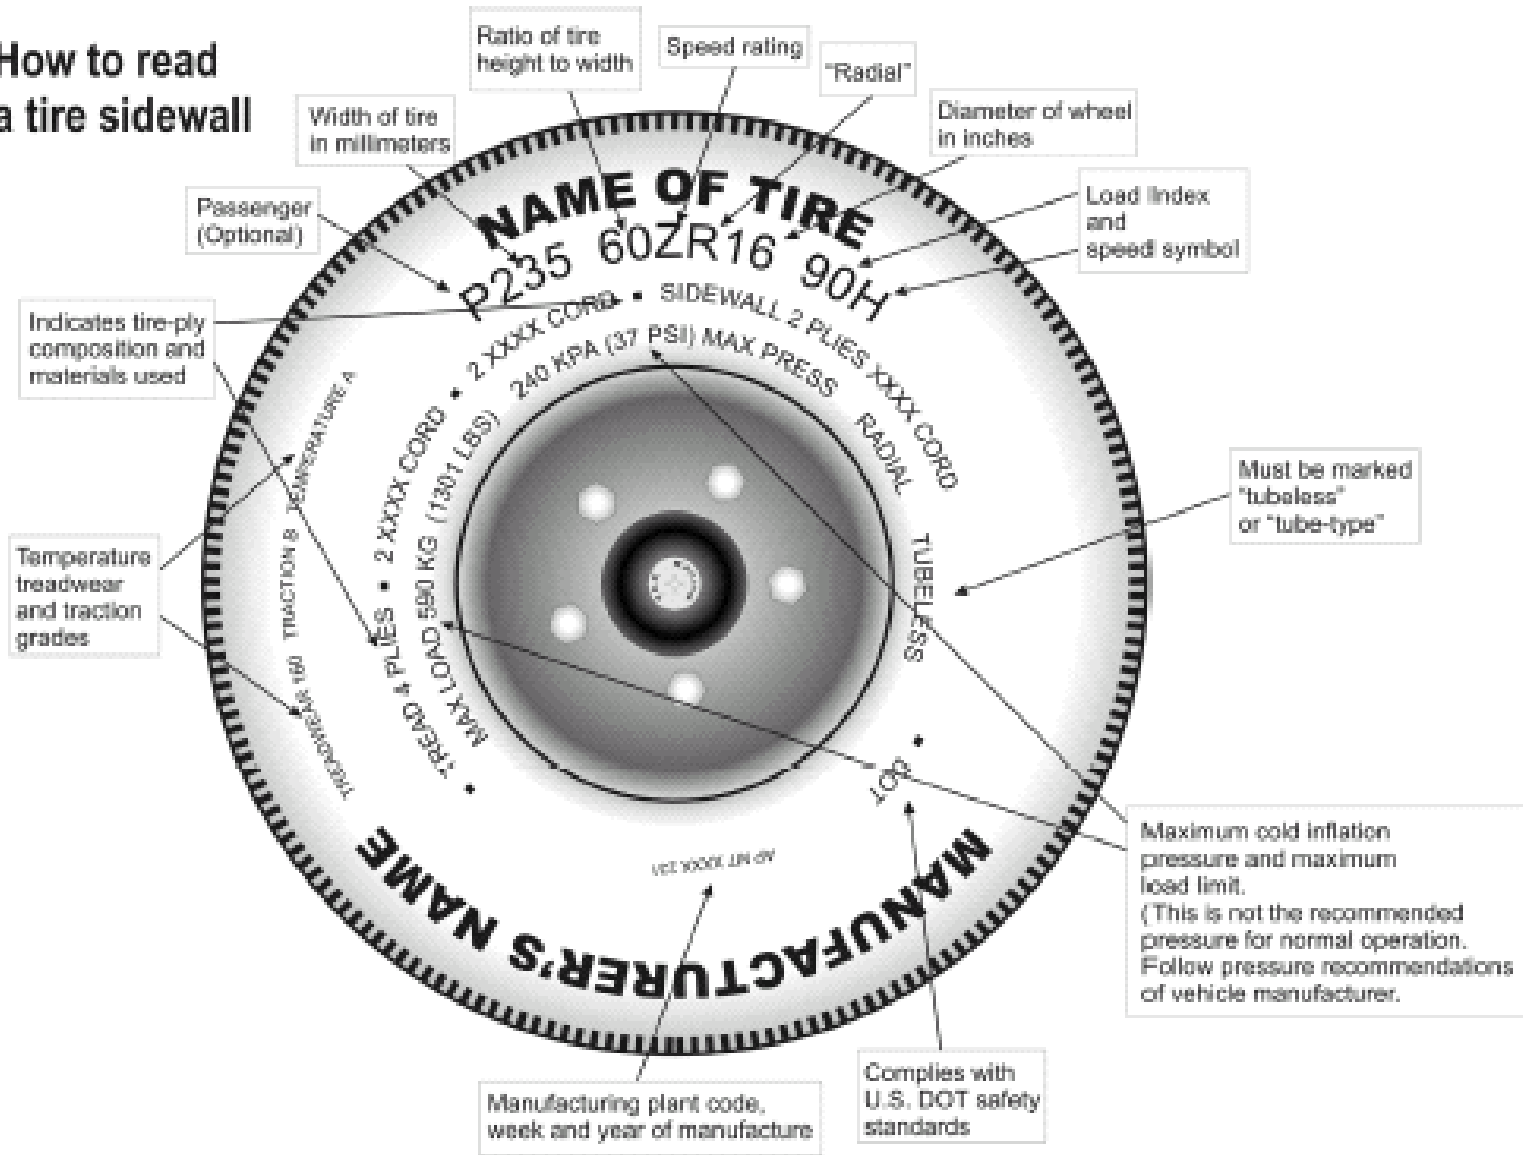 How to read
a tire sidewall
Ratio of tire
height to width
Speed rating
"Radial"
Width of tire
in millimeters
Diameter of wheel
in inches
Passenger
(Optional)
Load IIndex
and
speed symbol
Indicates tire-ply
composition and
materials used
Must be marked
"tubeless"
or "tube-type"
Temperature
treadwear
and traction
grades
Maximum cold inflation
pressure and maximum
load limit.
(This is not the recommended
pressure for normal operation.
Follow pressure recommendations
of vehicle manufacturer.
Complies with
U.S. DOT safety
standards
Manufacturing plant code,
week and year of manufacture
NAME OF TIRE
P235 60ZR16 90H
• TREAD 4 PLIES • 2 XXXX CORD • 2 XXXX CORD • SIDEWALL 2 PLIES XXXX CORD
MAX LOAD 590 KG (1301 LBS) 240 KPA (37 PSI) MAX PRESS RADIAL TUBELESS • DOT
TREADWEAR 160 TRACTION B TEMPERATURE A
MANUFACTURER'S NAME